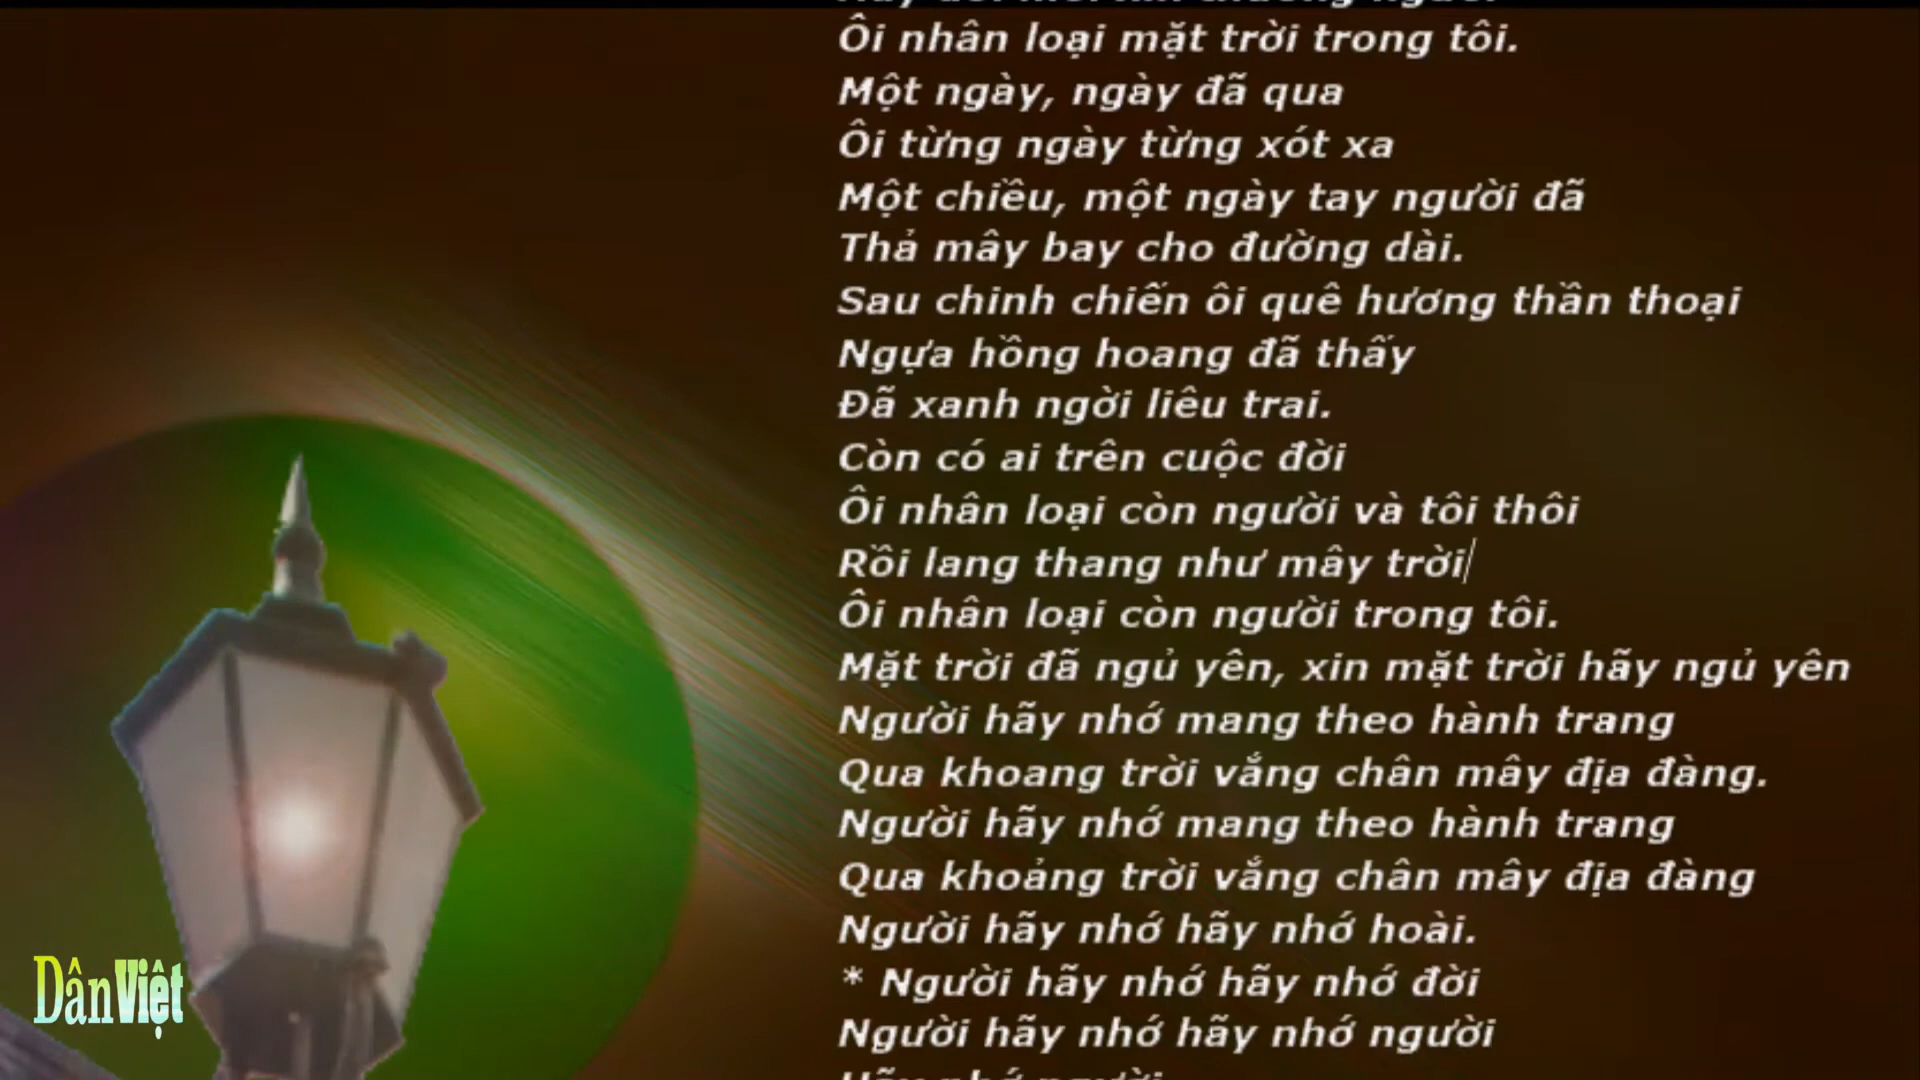 Ôi nhân loại mặt trời trong tôi.
Một ngày, ngày đã qua
Ôi từng ngày từng xót xa
Một chiều, một ngày tay người đã
Thả mây bay cho đường dài.
Sau chinh chiến ôi quê hương thần thoại
Ngựa hồng hoang đã thấy
Đã xanh ngời liêu trai.
Còn có ai trên cuộc đời
Ôi nhân loại còn người và tôi thôi
Rồi lang thang như mây trời
Ôi nhân loại còn người trong tôi.
Mặt trời đã ngủ yên, xin mặt trời hãy ngủ yên
Người hãy nhớ mang theo hành trang
Qua khoang trời vắng chân mây địa đàng.
Người hãy nhớ mang theo hành trang
Qua khoảng trời vắng chân mây địa đàng
Người hãy nhớ hãy nhớ hoài.
* Người hãy nhớ hãy nhớ đời
Người hãy nhớ hãy nhớ người
DânViệt